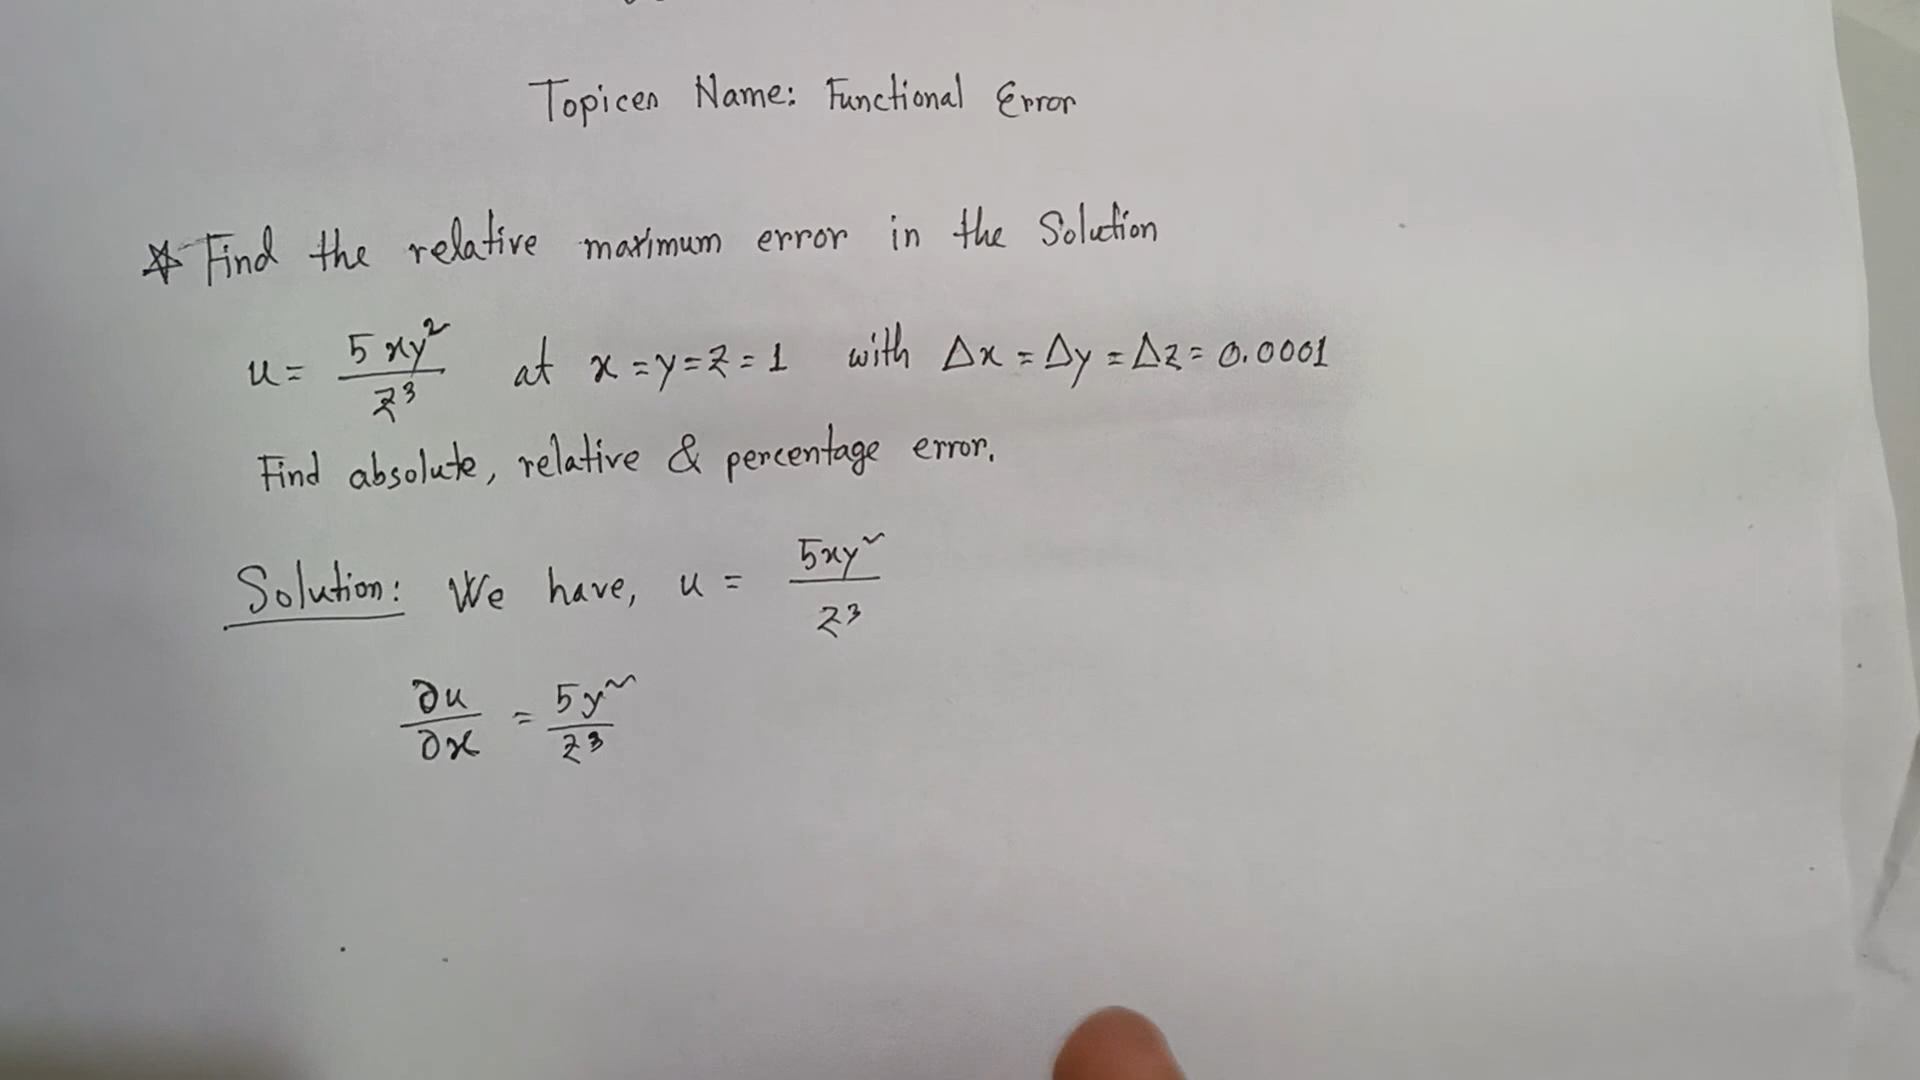 Topices Name: Functional Error
☆ Find the relative maximum error in the Solution
u = 5xy² / z³ at x = y = z = 1 with Δx = Δy = Δz = 0.0001
Find absolute, relative & percentage error.
Solution: We have, u = 5xy² / z³
∂u / ∂x = 5y² / z³